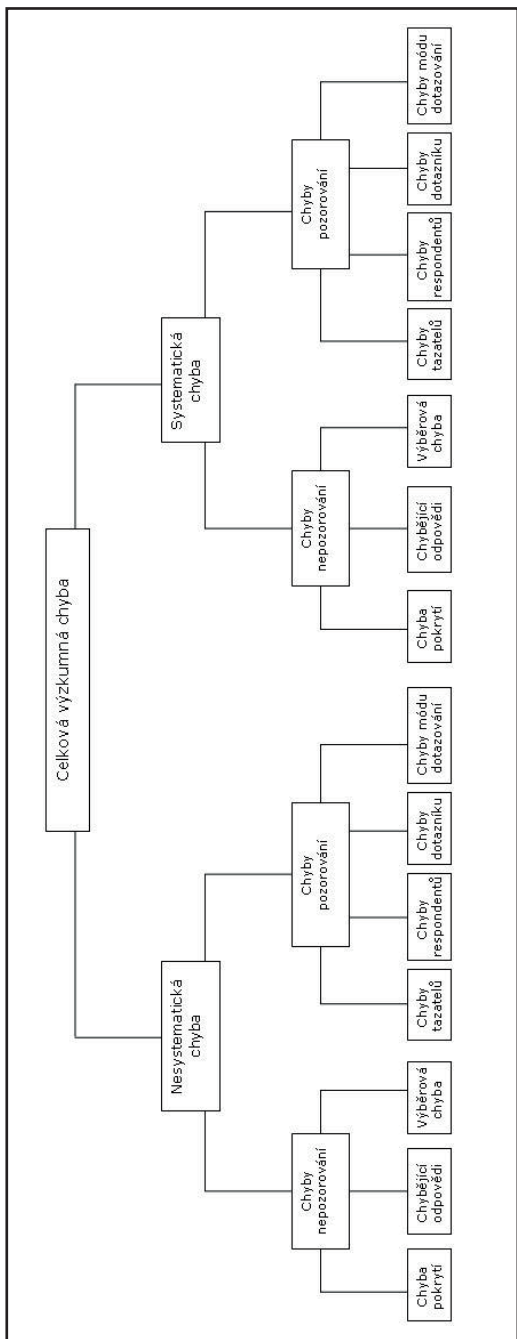 Celková výzkumná chyba
Nesystematická
chyba
Systematická
chyba
Chyby
nepozorování
Chyby
pozorování
Chyby
nepozorování
Chyby
pozorování
Chyba
pokrytí
Chybějící
odpovědi
Výběrová
chyba
Chyby
tazatelů
Chyby
respondentů
Chyby
dotazníku
Chyby módu
dotazování
Chyba
pokrytí
Chybějící
odpovědi
Výběrová
chyba
Chyby
tazatelů
Chyby
respondentů
Chyby
dotazníku
Chyby módu
dotazování